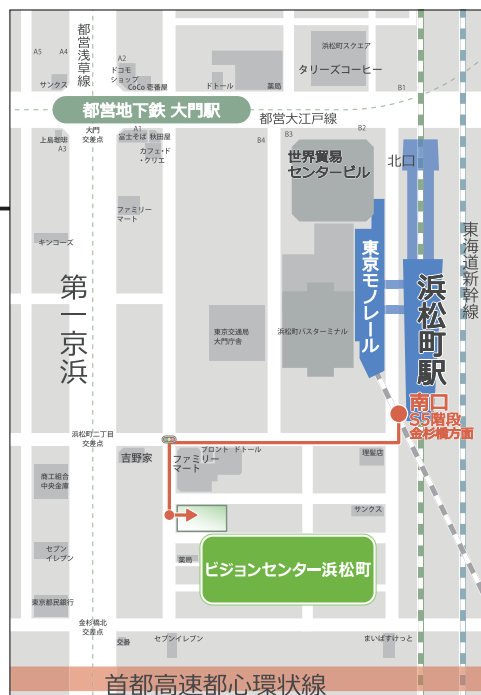 都営浅草線
A5
A4
A2
サンクス
ドコモ
ショップ
CoCo 壱番屋
ドトール
薬局
浜松町スクエア
タリーズコーヒー
B1
都営地下鉄 大門駅
都営大江戸線
大門
交差点
上島珈琲
A3
A1
富士そば 秋田屋
カフェ・ド
・クリエ
B4
B3
B2
世界貿易
センタービル
北口
ファミリー
マート
キンコーズ
第一京浜
東京モノレール
浜松町駅
東海道新幹線
東京交通局
大門庁舎
浜松町バスターミナル
南口
S5階段
金杉橋方面
浜松町二丁目
交差点
吉野家
ファミリー
マート
プロント
ドトール
理髪店
商工組合
中央金庫
サンクス
セブン
イレブン
薬局
ビジョンセンター浜松町
東京都民銀行
金杉橋北
交差点
交番
セブンイレブン
まいばすけっと
首都高速都心環状線